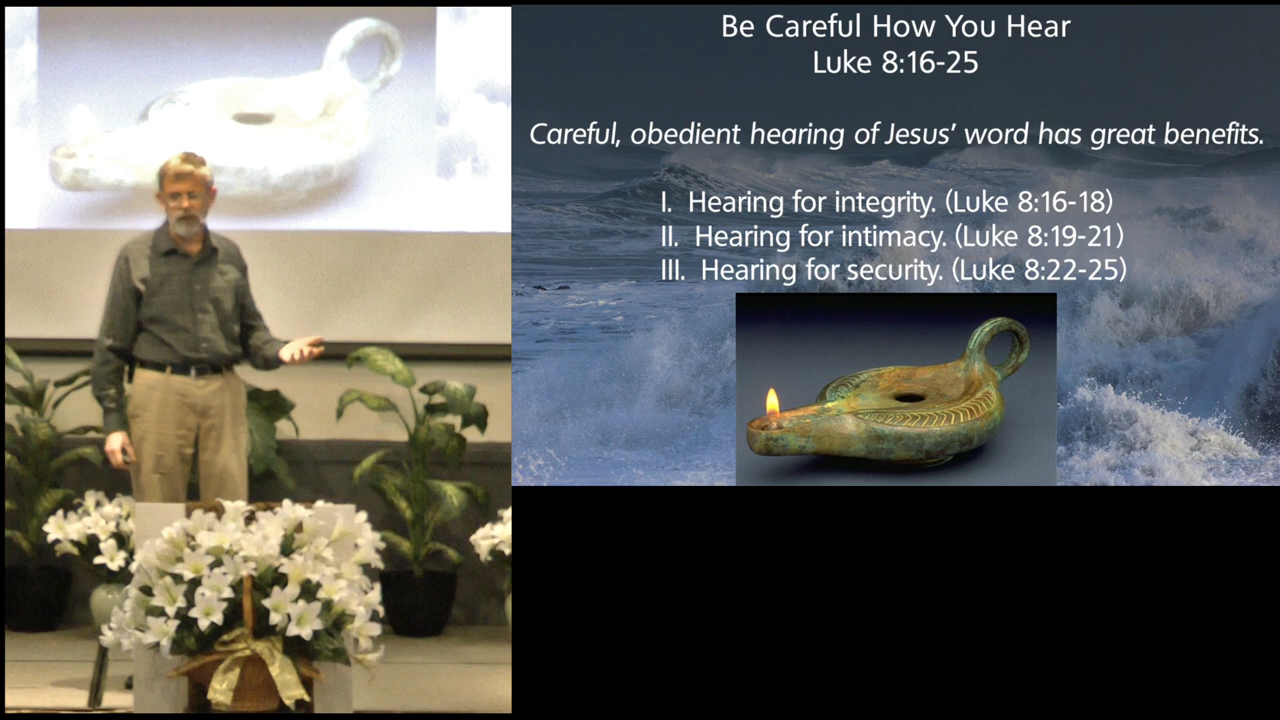 Be Careful How You Hear
Luke 8:16-25
Careful, obedient hearing of Jesus' word has great benefits.
I. Hearing for integrity. (Luke 8:16-18)
II. Hearing for intimacy. (Luke 8:19-21)
III. Hearing for security. (Luke 8:22-25)